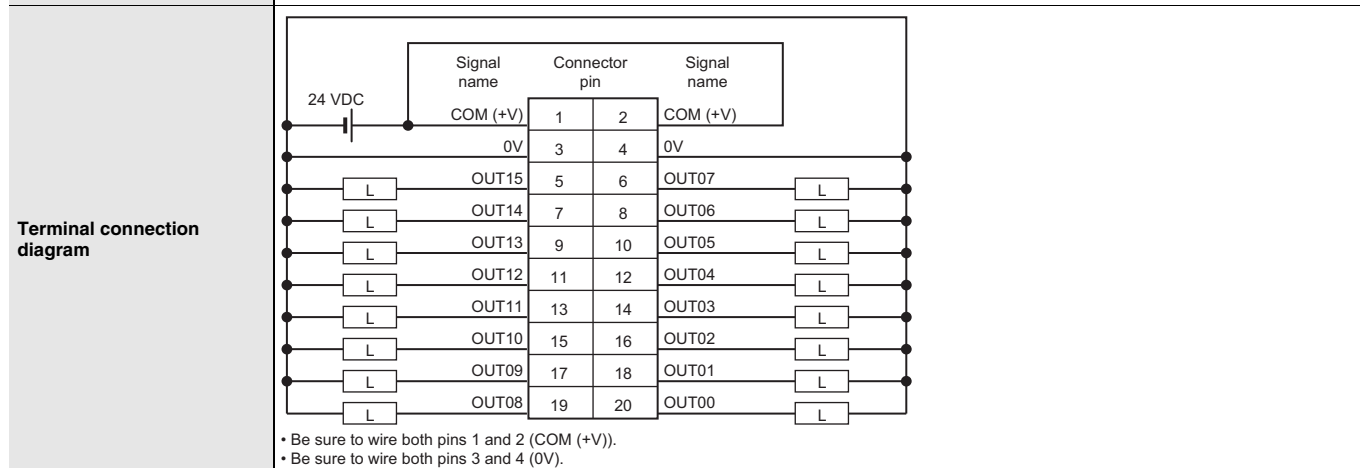 Terminal connection
diagram
Signal name Connector pin Signal name
24 VDC
COM (+V) 1 2 COM (+V)
0V 3 4 0V
L OUT15 5 6 OUT07 L
L OUT14 7 8 OUT06 L
L OUT13 9 10 OUT05 L
L OUT12 11 12 OUT04 L
L OUT11 13 14 OUT03 L
L OUT10 15 16 OUT02 L
L OUT09 17 18 OUT01 L
L OUT08 19 20 OUT00 L
• Be sure to wire both pins 1 and 2 (COM (+V)).
• Be sure to wire both pins 3 and 4 (0V).